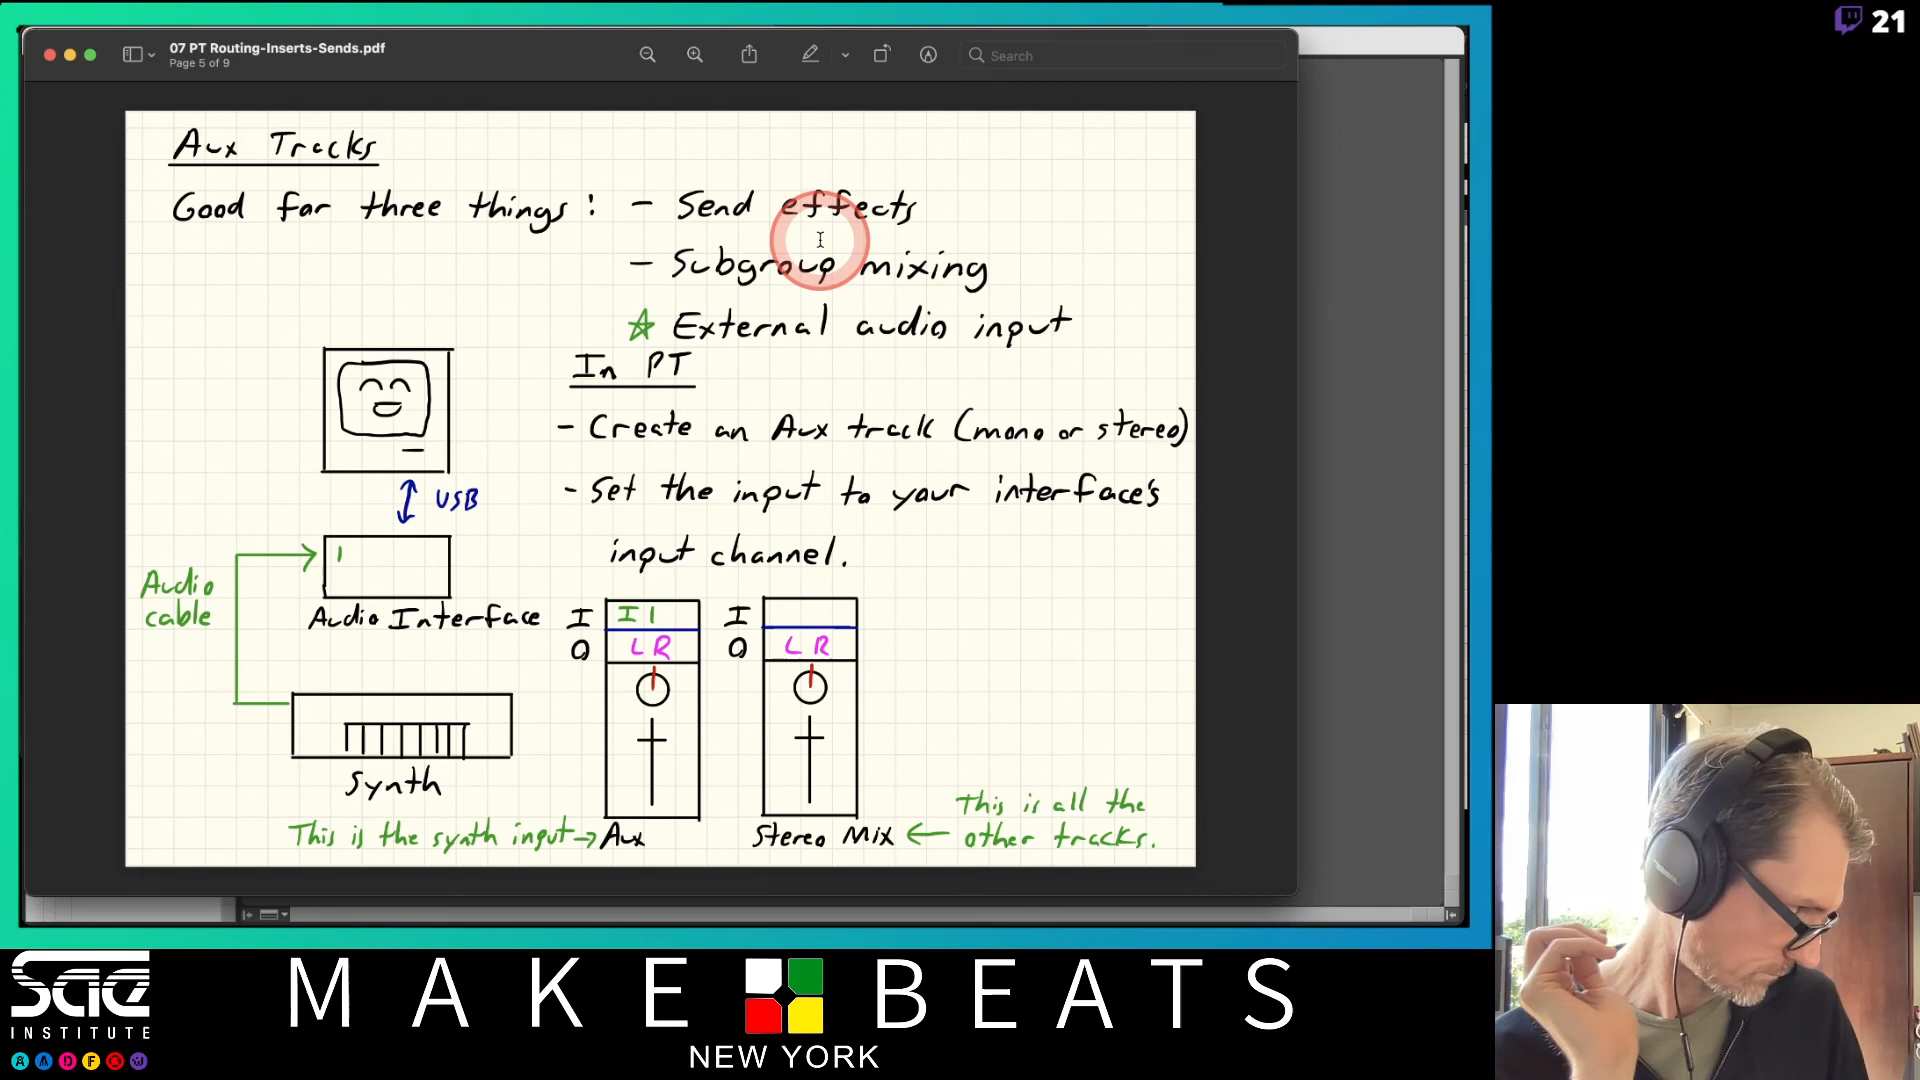 07 PT Routing-Inserts-Sends.pdf
Page 5 of 9
Search
21
Aux Tracks
Good for three things: - Send effects
- Subgroup mixing
☆ External audio input
In PT
- Create an Aux track (mono or stereo)
- Set the input to your interface's
input channel.
USB
1
Audio
cable
Audio Interface
Synth
I I1
O LR
I
O LR
This is the synth input → Aux
Stereo Mix ←
This is all the
other tracks.
sae
INSTITUTE
MAKE BEATS
NEW YORK